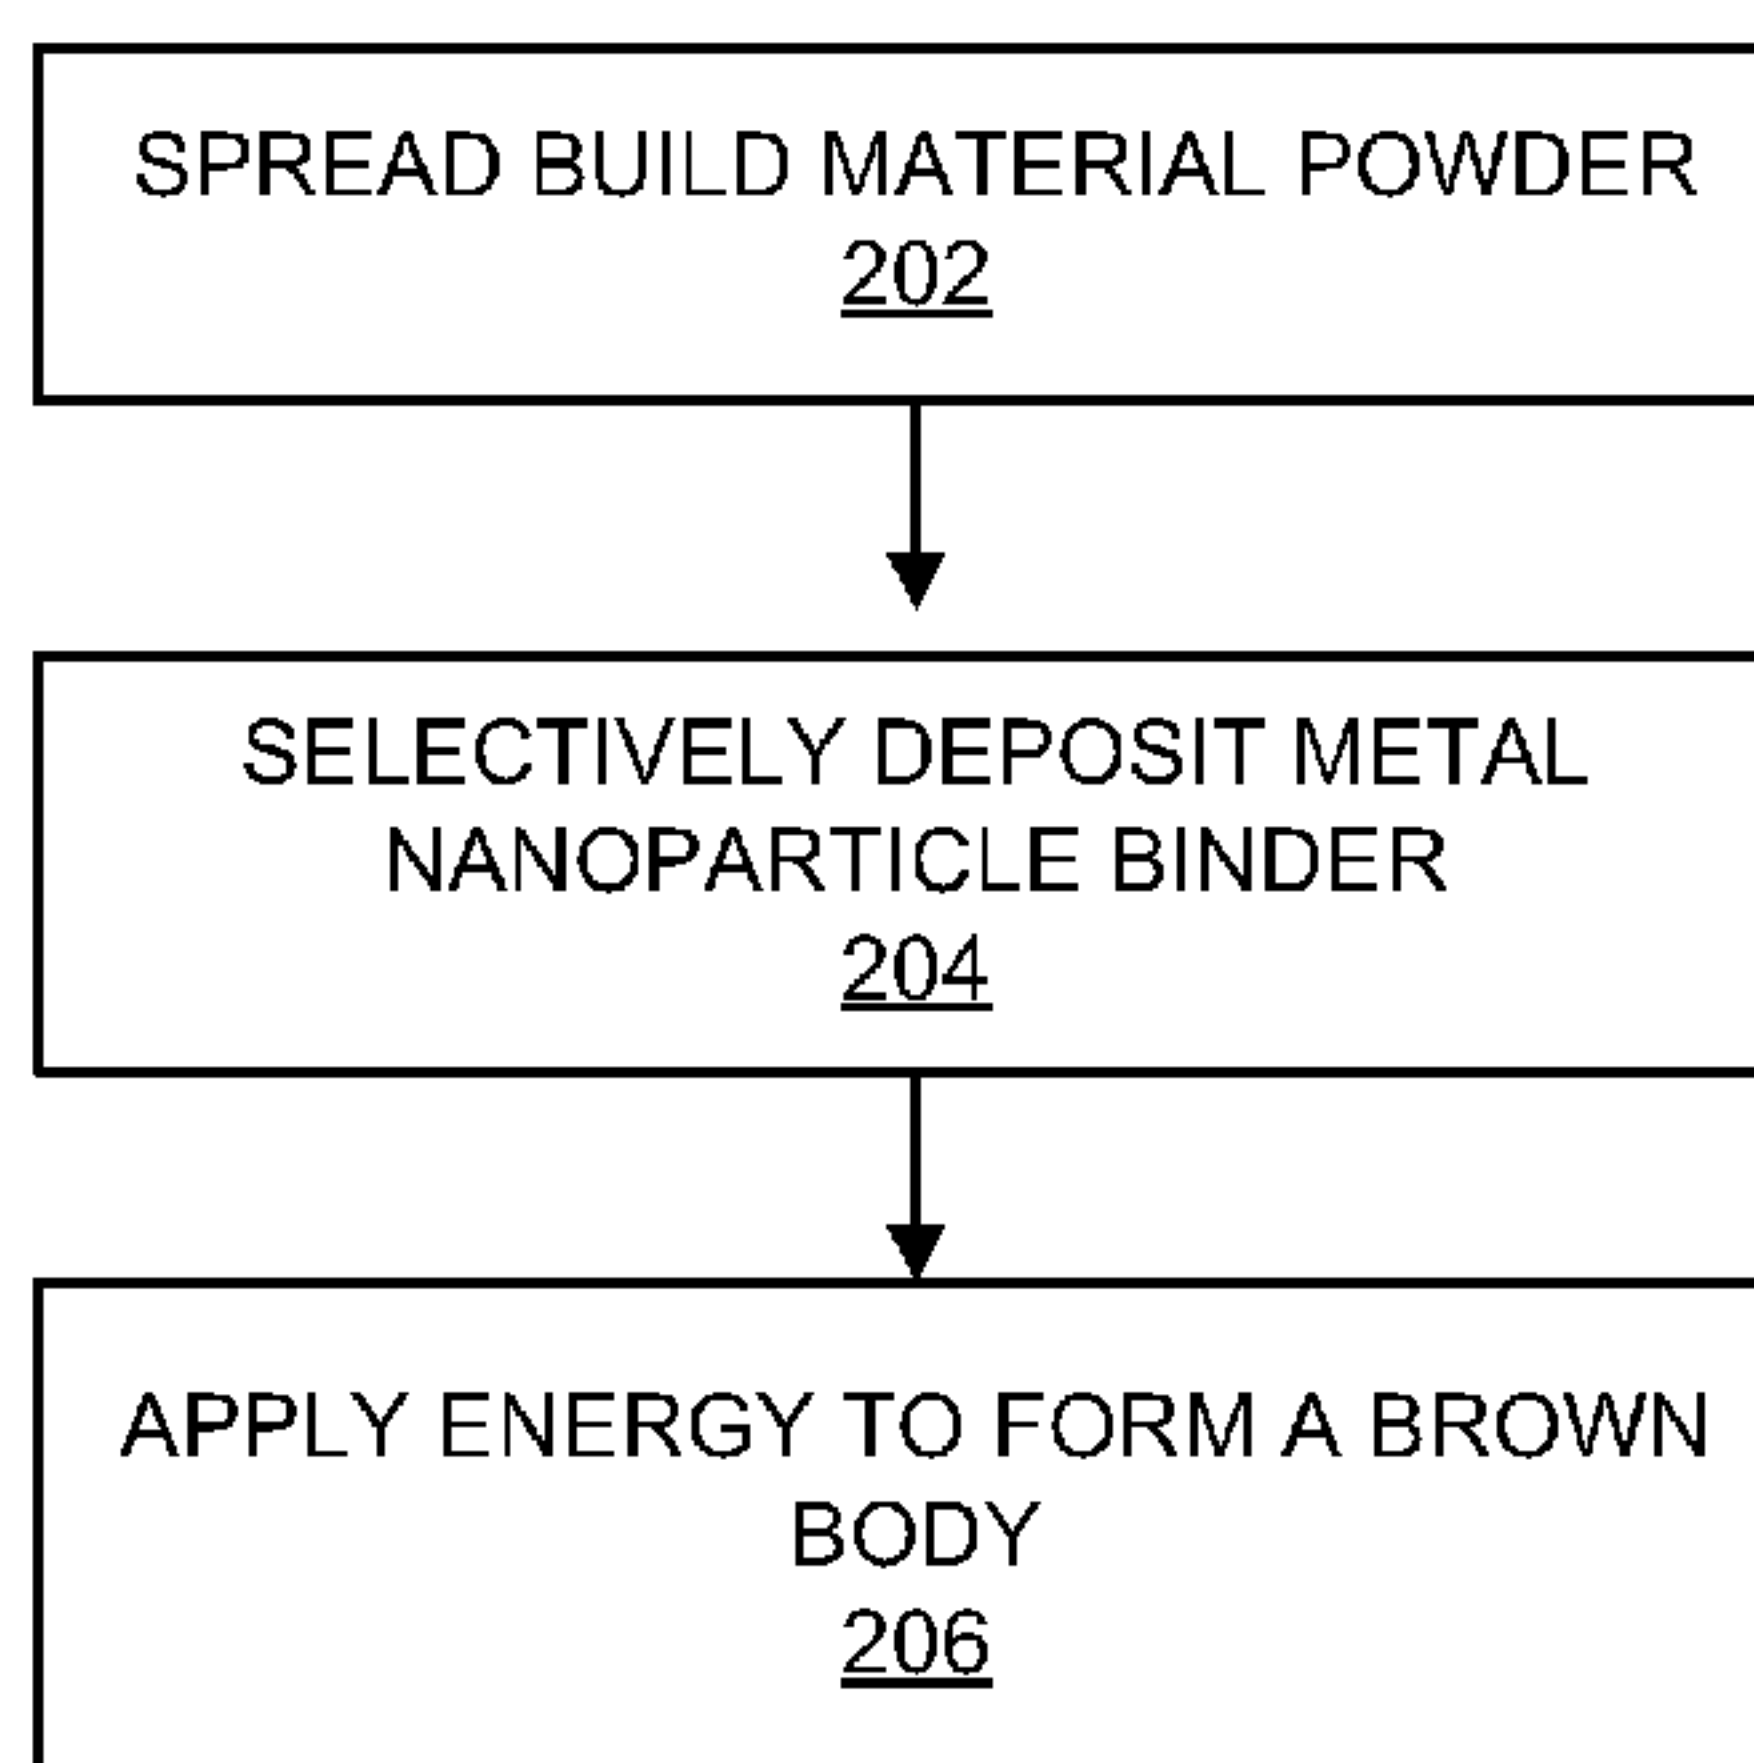 SPREAD BUILD MATERIAL POWDER
202
SELECTIVELY DEPOSIT METAL
NANOPARTICLE BINDER
204
APPLY ENERGY TO FORM A BROWN
BODY
206